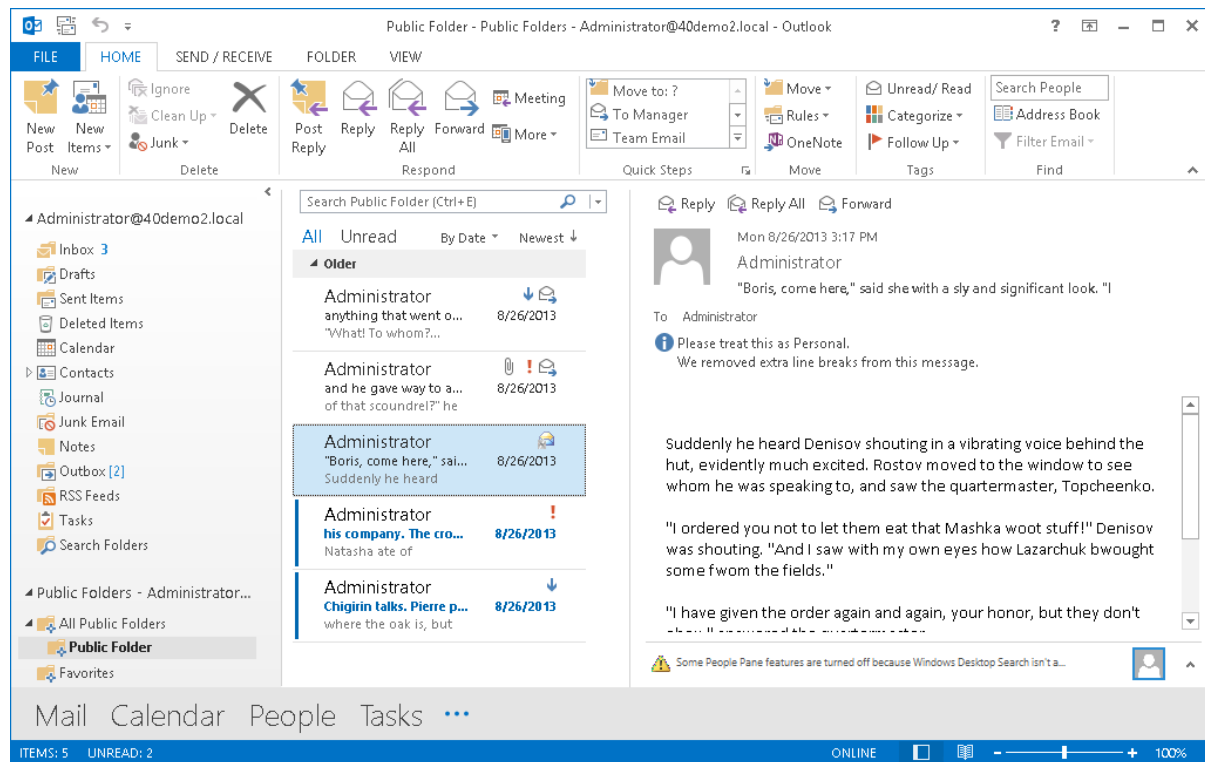 Public Folder - Public Folders - Administrator@40demo2.local - Outlook
FILE HOME SEND / RECEIVE FOLDER VIEW
New Post
New Items
New
Ignore
Clean Up
Junk
Delete
Delete
Post Reply
Reply
Reply All
Forward
Meeting
More
Respond
Move to: ?
To Manager
Team Email
Quick Steps
Move
Rules
OneNote
Move
Unread/ Read
Categorize
Follow Up
Tags
Search People
Address Book
Filter Email
Find
Administrator@40demo2.local
Inbox 3
Drafts
Sent Items
Deleted Items
Calendar
Contacts
Journal
Junk Email
Notes
Outbox [2]
RSS Feeds
Tasks
Search Folders
Public Folders - Administrator...
All Public Folders
Public Folder
Favorites
Search Public Folder (Ctrl+E)
All Unread By Date Newest
Older
Administrator
anything that went o... 8/26/2013
"What! To whom?...
Administrator
and he gave way to a... 8/26/2013
of that scoundrel?" he
Administrator
"Boris, come here," sai... 8/26/2013
Suddenly he heard
Administrator
his company. The cro... 8/26/2013
Natasha ate of
Administrator
Chigirin talks. Pierre p... 8/26/2013
where the oak is, but
Reply Reply All Forward
Mon 8/26/2013 3:17 PM
Administrator
"Boris, come here," said she with a sly and significant look. "I
To Administrator
Please treat this as Personal.
We removed extra line breaks from this message.
Suddenly he heard Denisov shouting in a vibrating voice behind the
hut, evidently much excited. Rostov moved to the window to see
whom he was speaking to, and saw the quartermaster, Topcheenko.
"I ordered you not to let them eat that Mashka woot stuff!" Denisov
was shouting. "And I saw with my own eyes how Lazarchuk bwought
some fwom the fields."
"I have given the order again and again, your honor, but they don't
Some People Pane features are turned off because Windows Desktop Search isn't a...
Mail Calendar People Tasks
ITEMS: 5 UNREAD: 2
ONLINE
100%